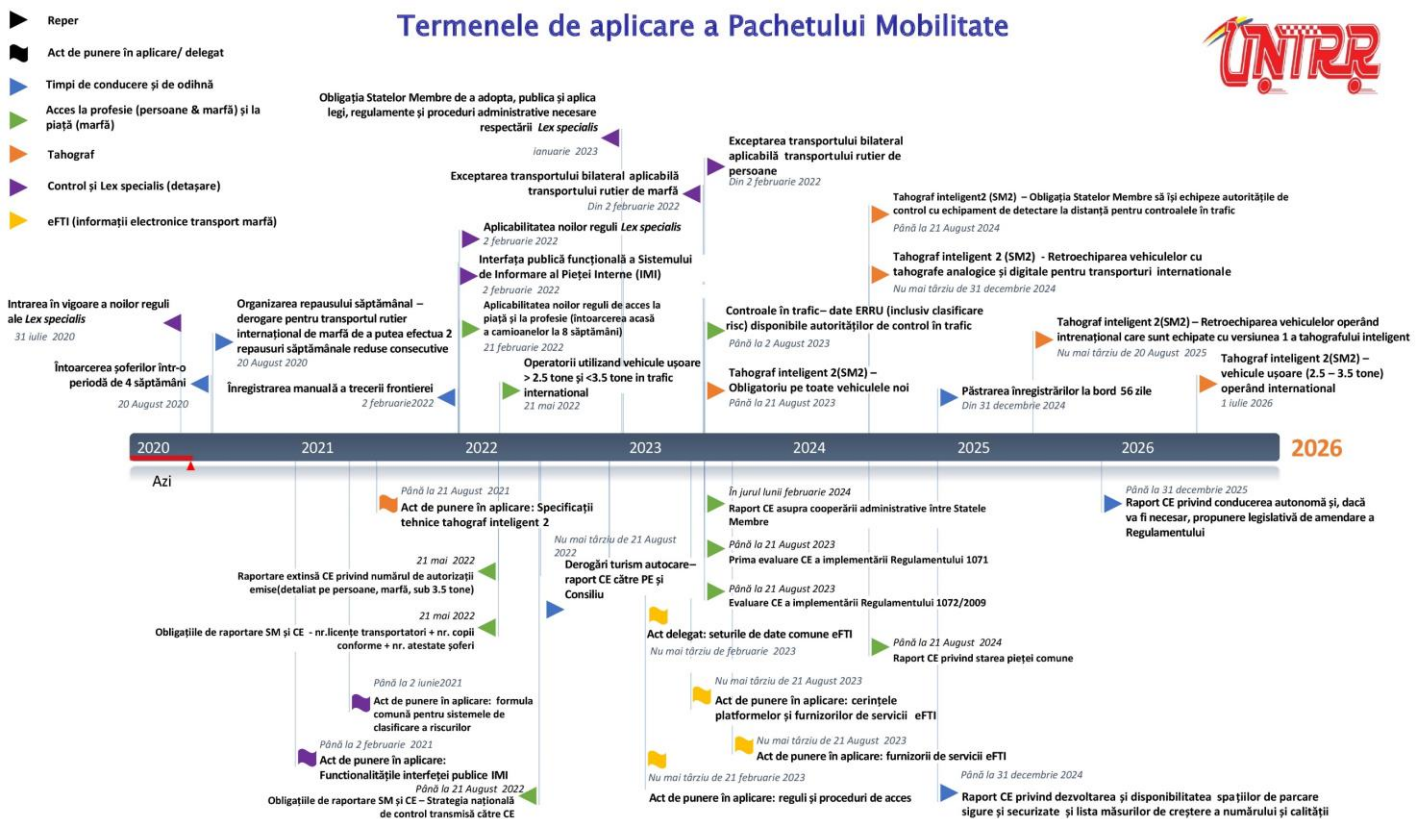 Termenele de aplicare a Pachetului Mobilitate
UNTRR
Reper
Act de punere în aplicare/ delegat
Timpi de conducere și de odihnă
Acces la profesie (persoane & marfă) și la
piață (marfă)
Tahograf
Control și Lex specialis (detașare)
eFTI (informații electronice transport marfă)
Obligația Statelor Membre de a adopta, publica și aplica
legi, regulamente și proceduri administrative necesare
respectării Lex specialis
ianuarie 2023
Exceptarea transportului bilateral aplicabilă
transportului rutier de marfă
Din 2 februarie 2022
Exceptarea transportului bilateral
aplicabilă transportului rutier de
persoane
Din 2 februarie 2022
Tahograf inteligent2 (SM2) – Obligația Statelor Membre să își echipeze autoritățile de
control cu echipament de detectare la distanță pentru controalele în trafic
Până la 21 August 2024
Aplicabilitatea noilor reguli Lex specialis
2 februarie 2022
Interfața publică funcțională a Sistemului
de Informare al Pieței Interne (IMI)
2 februarie 2022
Tahograf inteligent 2 (SM2) - Retroechiparea vehiculelor cu
tahografe analogice și digitale pentru transporturi internationale
Nu mai târziu de 31 decembrie 2024
Intrarea în vigoare a noilor reguli
ale Lex specialis
31 iulie 2020
Organizarea repausului săptămânal –
derogare pentru transportul rutier
internațional de marfă de a putea efectua 2
repausuri săptămânale reduse consecutive
20 August 2020
Aplicabilitatea noilor reguli de acces la
piață și la profesie (întoarcerea acasă
a camioanelor la 8 săptămâni)
21 februarie 2022
Controale în trafic– date ERRU (inclusiv clasificare
risc) disponibile autorităților de control în trafic
Până la 2 August 2023
Tahograf inteligent 2(SM2) – Retroechiparea vehiculelor operând
intrenațional care sunt echipate cu versiunea 1 a tahografului inteligent
Nu mai târziu de 20 August 2025
Întoarcerea șoferilor într-o
periodă de 4 săptămâni
20 August 2020
Înregistrarea manuală a trecerii frontierei
2 februarie2022
Operatorii utilizand vehicule ușoare
> 2.5 tone și <3.5 tone in trafic
international
21 mai 2022
Tahograf inteligent 2(SM2) –
Obligatoriu pe toate vehiculele noi
Până la 21 August 2023
Păstrarea înregistrărilor la bord 56 zile
Din 31 decembrie 2024
Tahograf inteligent 2(SM2) –
vehicule ușoare (2.5 – 3.5 tone)
operând international
1 iulie 2026
2020 2021 2022 2023 2024 2025 2026 2026
Azi
Până la 21 August 2021
Act de punere în aplicare: Specificații
tehnice tahograf inteligent 2
În jurul lunii februarie 2024
Raport CE asupra cooperării administrative între Statele
Membre
Până la 31 decembrie 2025
Raport CE privind conducerea autonomă și, dacă
va fi necesar, propunere legislativă de amendare a
Regulamentului
Nu mai târziu de 21 August
2022
Derogări turism autocare–
raport CE către PE și
Consiliu
Până la 21 August 2023
Prima evaluare CE a implementării Regulamentului 1071
21 mai 2022
Raportare extinsă CE privind numărul de autorizații
emise(detaliat pe persoane, marfă, sub 3.5 tone)
Până la 21 August 2023
Evaluare CE a implementării Regulamentului 1072/2009
21 mai 2022
Obligațiile de raportare SM și CE - nr.licențe transportatori + nr. copii
conforme + nr. atestate șoferi
Act delegat: seturile de date comune eFTI
Nu mai târziu de februarie 2023
Până la 21 August 2024
Raport CE privind starea pieței comune
Până la 2 iunie2021
Act de punere în aplicare: formula
comună pentru sistemele de
clasificare a riscurilor
Nu mai târziu de 21 August 2023
Act de punere în aplicare: cerințele
platformelor și furnizorilor de servicii eFTI
Până la 2 februarie 2021
Act de punere în aplicare:
Functionalitățile interfeței publice IMI
Nu mai târziu de 21 August 2023
Act de punere în aplicare: furnizorii de servicii eFTI
Până la 21 August 2022
Obligațiile de raportare SM și CE – Strategia națională
de control transmisă către CE
Nu mai târziu de 21 februarie 2023
Act de punere în aplicare: reguli și proceduri de acces
Până la 31 decembrie 2024
Raport CE privind dezvoltarea și disponibilitatea spațiilor de parcare
sigure și securizate și lista măsurilor de creștere a numărului și calității